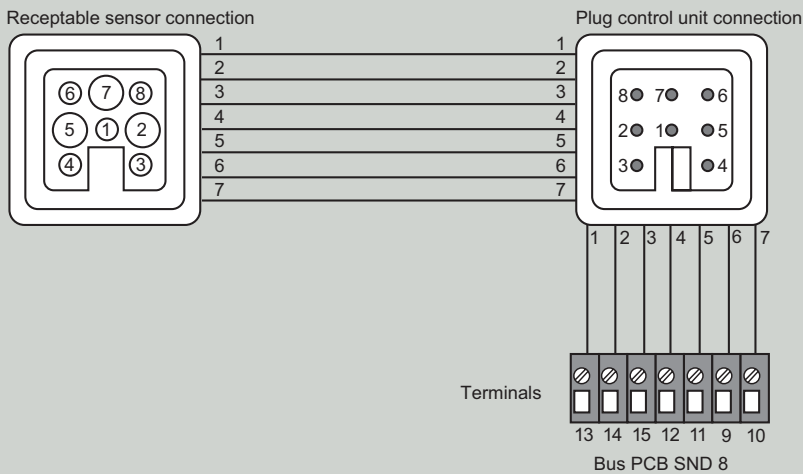 Receptable sensor connection
Plug control unit connection
1 1
2 2
3 3
4 4
5 5
6 6
7 7
6 7 8
5 1 2
4 3
8 7 6
2 1 5
3 4
1 2 3 4 5 6 7
Terminals
13 14 15 12 11 9 10
Bus PCB SND 8